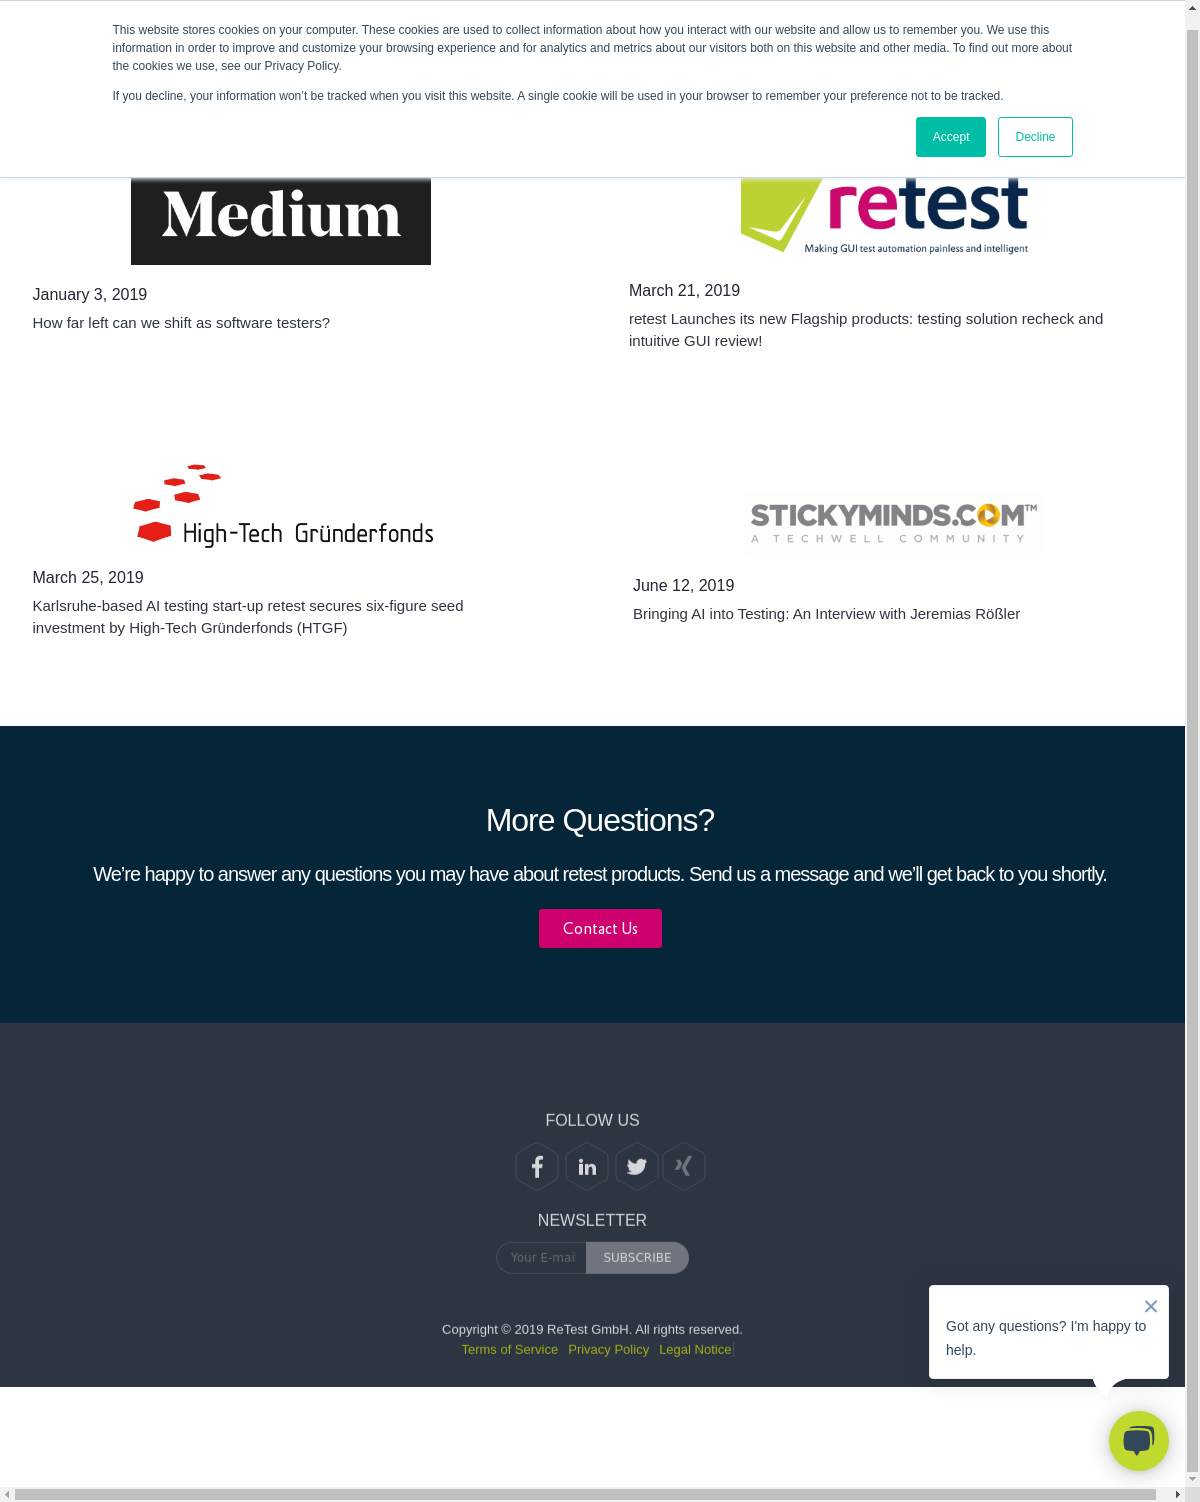 This website stores cookies on your computer. These cookies are used to collect information about how you interact with our website and allow us to remember you. We use this
information in order to improve and customize your browsing experience and for analytics and metrics about our visitors both on this website and other media. To find out more about
the cookies we use, see our Privacy Policy.
If you decline, your information won’t be tracked when you visit this website. A single cookie will be used in your browser to remember your preference not to be tracked.
Accept
Decline
Medium
January 3, 2019
How far left can we shift as software testers?
retest
Making GUI test automation painless and intelligent
March 21, 2019
retest Launches its new Flagship products: testing solution recheck and
intuitive GUI review!
High-Tech Gründerfonds
March 25, 2019
Karlsruhe-based AI testing start-up retest secures six-figure seed
investment by High-Tech Gründerfonds (HTGF)
STICKYMINDS.COM™
A TECHWELL COMMUNITY
June 12, 2019
Bringing AI into Testing: An Interview with Jeremias Rößler
More Questions?
We’re happy to answer any questions you may have about retest products. Send us a message and we’ll get back to you shortly.
Contact Us
FOLLOW US
NEWSLETTER
Your E-mai
SUBSCRIBE
Copyright © 2019 ReTest GmbH. All rights reserved.
Terms of Service Privacy Policy Legal Notice
Got any questions? I'm happy to
help.